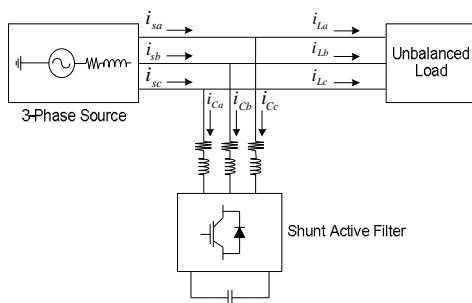 i_sa
i_La
i_sb
i_Lb
i_sc
i_Lc
3-Phase Source
Unbalanced
Load
i_Ca i_Cb i_Cc
Shunt Active Filter